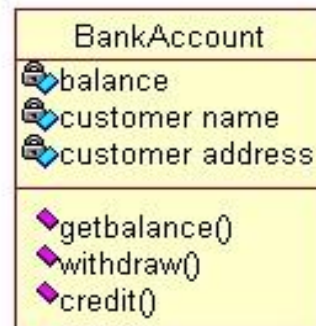 BankAccount
balance
customer name
customer address
getbalance()
withdraw()
credit()